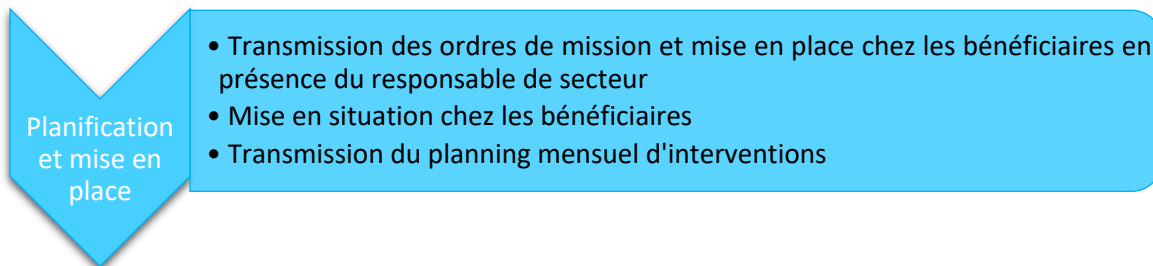 Planification
et mise en
place
• Transmission des ordres de mission et mise en place chez les bénéficiaires en
présence du responsable de secteur
• Mise en situation chez les bénéficiaires
• Transmission du planning mensuel d'interventions